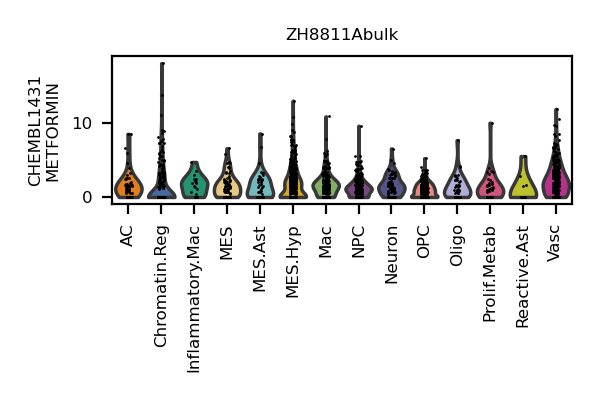 ZH8811Abulk
CHEMBL1431
METFORMIN
10
0
AC
Chromatin.Reg
Inflammatory.Mac
MES
MES.Ast
MES.Hyp
Mac
NPC
Neuron
OPC
Oligo
Prolif.Metab
Reactive.Ast
Vasc